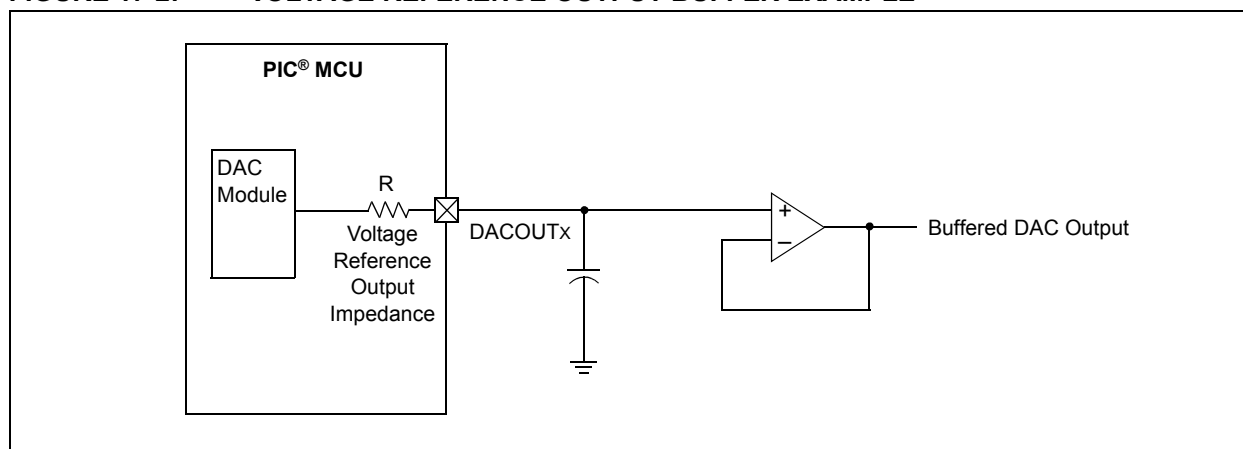 PIC® MCU
DAC
Module
R
DACOUTx
Voltage
Reference
Output
Impedance
+
–
Buffered DAC Output